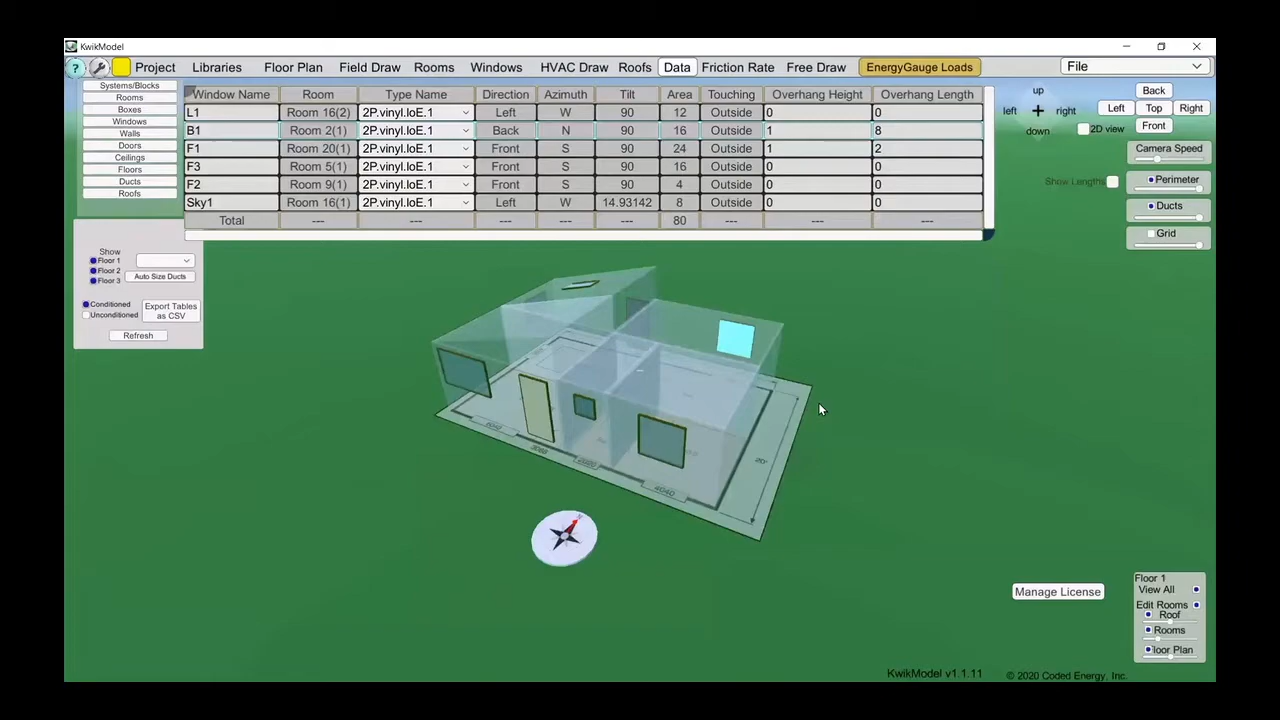 KwikModel
? Project Libraries Floor Plan Field Draw Rooms Windows HVAC Draw Roofs Data Friction Rate Free Draw EnergyGauge Loads File
Systems/Blocks
Rooms
Boxes
Windows
Walls
Doors
Ceilings
Floors
Ducts
Roofs
Window Name Room Type Name Direction Azimuth Tilt Area Touching Overhang Height Overhang Length
L1 Room 16(2) 2P.vinyl.loE.1 Left W 90 12 Outside 0 0
B1 Room 2(1) 2P.vinyl.loE.1 Back N 90 16 Outside 1 8
F1 Room 20(1) 2P.vinyl.loE.1 Front S 90 24 Outside 1 2
F3 Room 5(1) 2P.vinyl.loE.1 Front S 90 16 Outside 0 0
F2 Room 9(1) 2P.vinyl.loE.1 Front S 90 4 Outside 0 0
Sky1 Room 16(1) 2P.vinyl.loE.1 Left W 14.93142 8 Outside 0 0
Total --- --- --- --- --- 80 --- --- ---
up
left right
down
Back
Left Top Right
Front
2D view
Camera Speed
Show Lengths
Perimeter
Ducts
Grid
Show
Floor 1
Floor 2
Floor 3
Auto Size Ducts
Conditioned
Unconditioned
Export Tables
as CSV
Refresh
20'
4040
N
Manage License
Floor 1
View All
Edit Rooms
Roof
Rooms
Floor Plan
KwikModel v1.1.11
© 2020 Coded Energy, Inc.